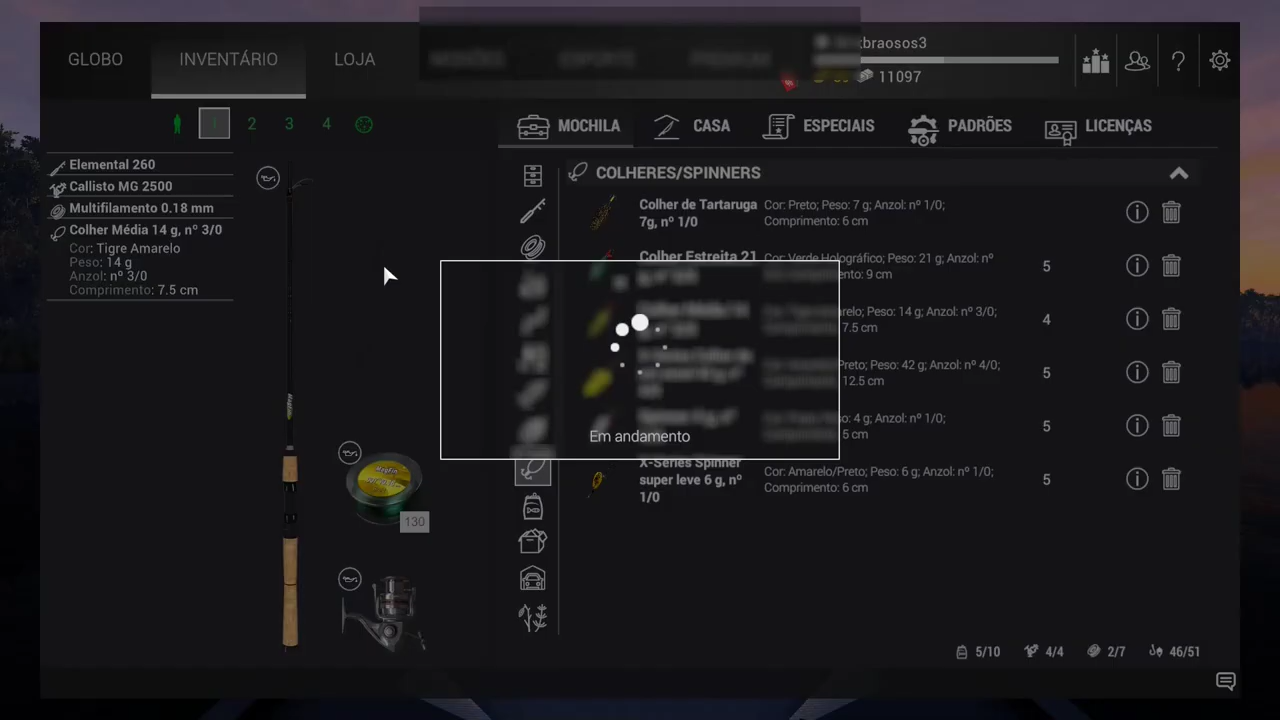 GLOBO
INVENTÁRIO
LOJA
braosos3
11097
1
2
3
4
MOCHILA
CASA
ESPECIAIS
PADRÕES
LICENÇAS
Elemental 260
Callisto MG 2500
Multifilamento 0.18 mm
Colher Média 14 g, nº 3/0
Cor: Tigre Amarelo
Peso: 14 g
Anzol: nº 3/0
Comprimento: 7.5 cm
130
COLHERES/SPINNERS
Colher de Tartaruga
7g, nº 1/0
Cor: Preto; Peso: 7 g; Anzol: nº 1/0;
Comprimento: 6 cm
Colher Estreita 21
Cor: Verde Holográfico; Peso: 21 g; Anzol: nº
9 cm
5
Peso: 14 g; Anzol: nº 3/0;
7.5 cm
4
Preto; Peso: 42 g; Anzol: nº 4/0;
12.5 cm
5
Peso: 4 g; Anzol: nº 1/0;
5 cm
5
X-Series Spinner
super leve 6 g, nº
1/0
Cor: Amarelo/Preto; Peso: 6 g; Anzol: nº 1/0;
Comprimento: 6 cm
5
Em andamento
5/10
4/4
2/7
46/51